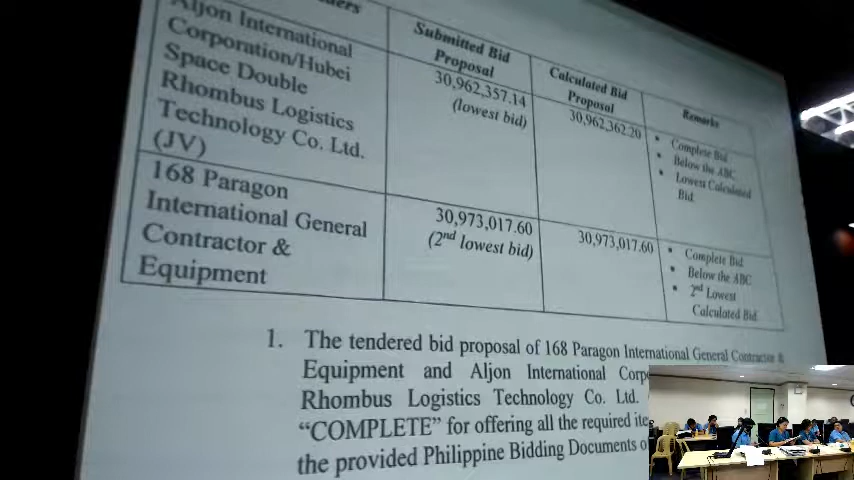 Submitted Bid
Proposal
Calculated Bid
Proposal
Remarks
Aljon International
Corporation/Hubei
Space Double
Rhombus Logistics
Technology Co. Ltd.
(JV)
30,962,357.14
(lowest bid)
30,962,362.20
• Complete Bid
• Below the ABC
• Lowest Calculated
Bid
168 Paragon
International General
Contractor &
Equipment
30,973,017.60
(2nd lowest bid)
30,973,017.60
• Complete Bid
• Below the ABC
• 2nd Lowest
Calculated Bid
1. The tendered bid proposal of 168 Paragon International General Contractor &
Equipment and Aljon International
Rhombus Logistics Technology Co. Ltd.
“COMPLETE” for offering all the required
the provided Philippine Bidding Documents